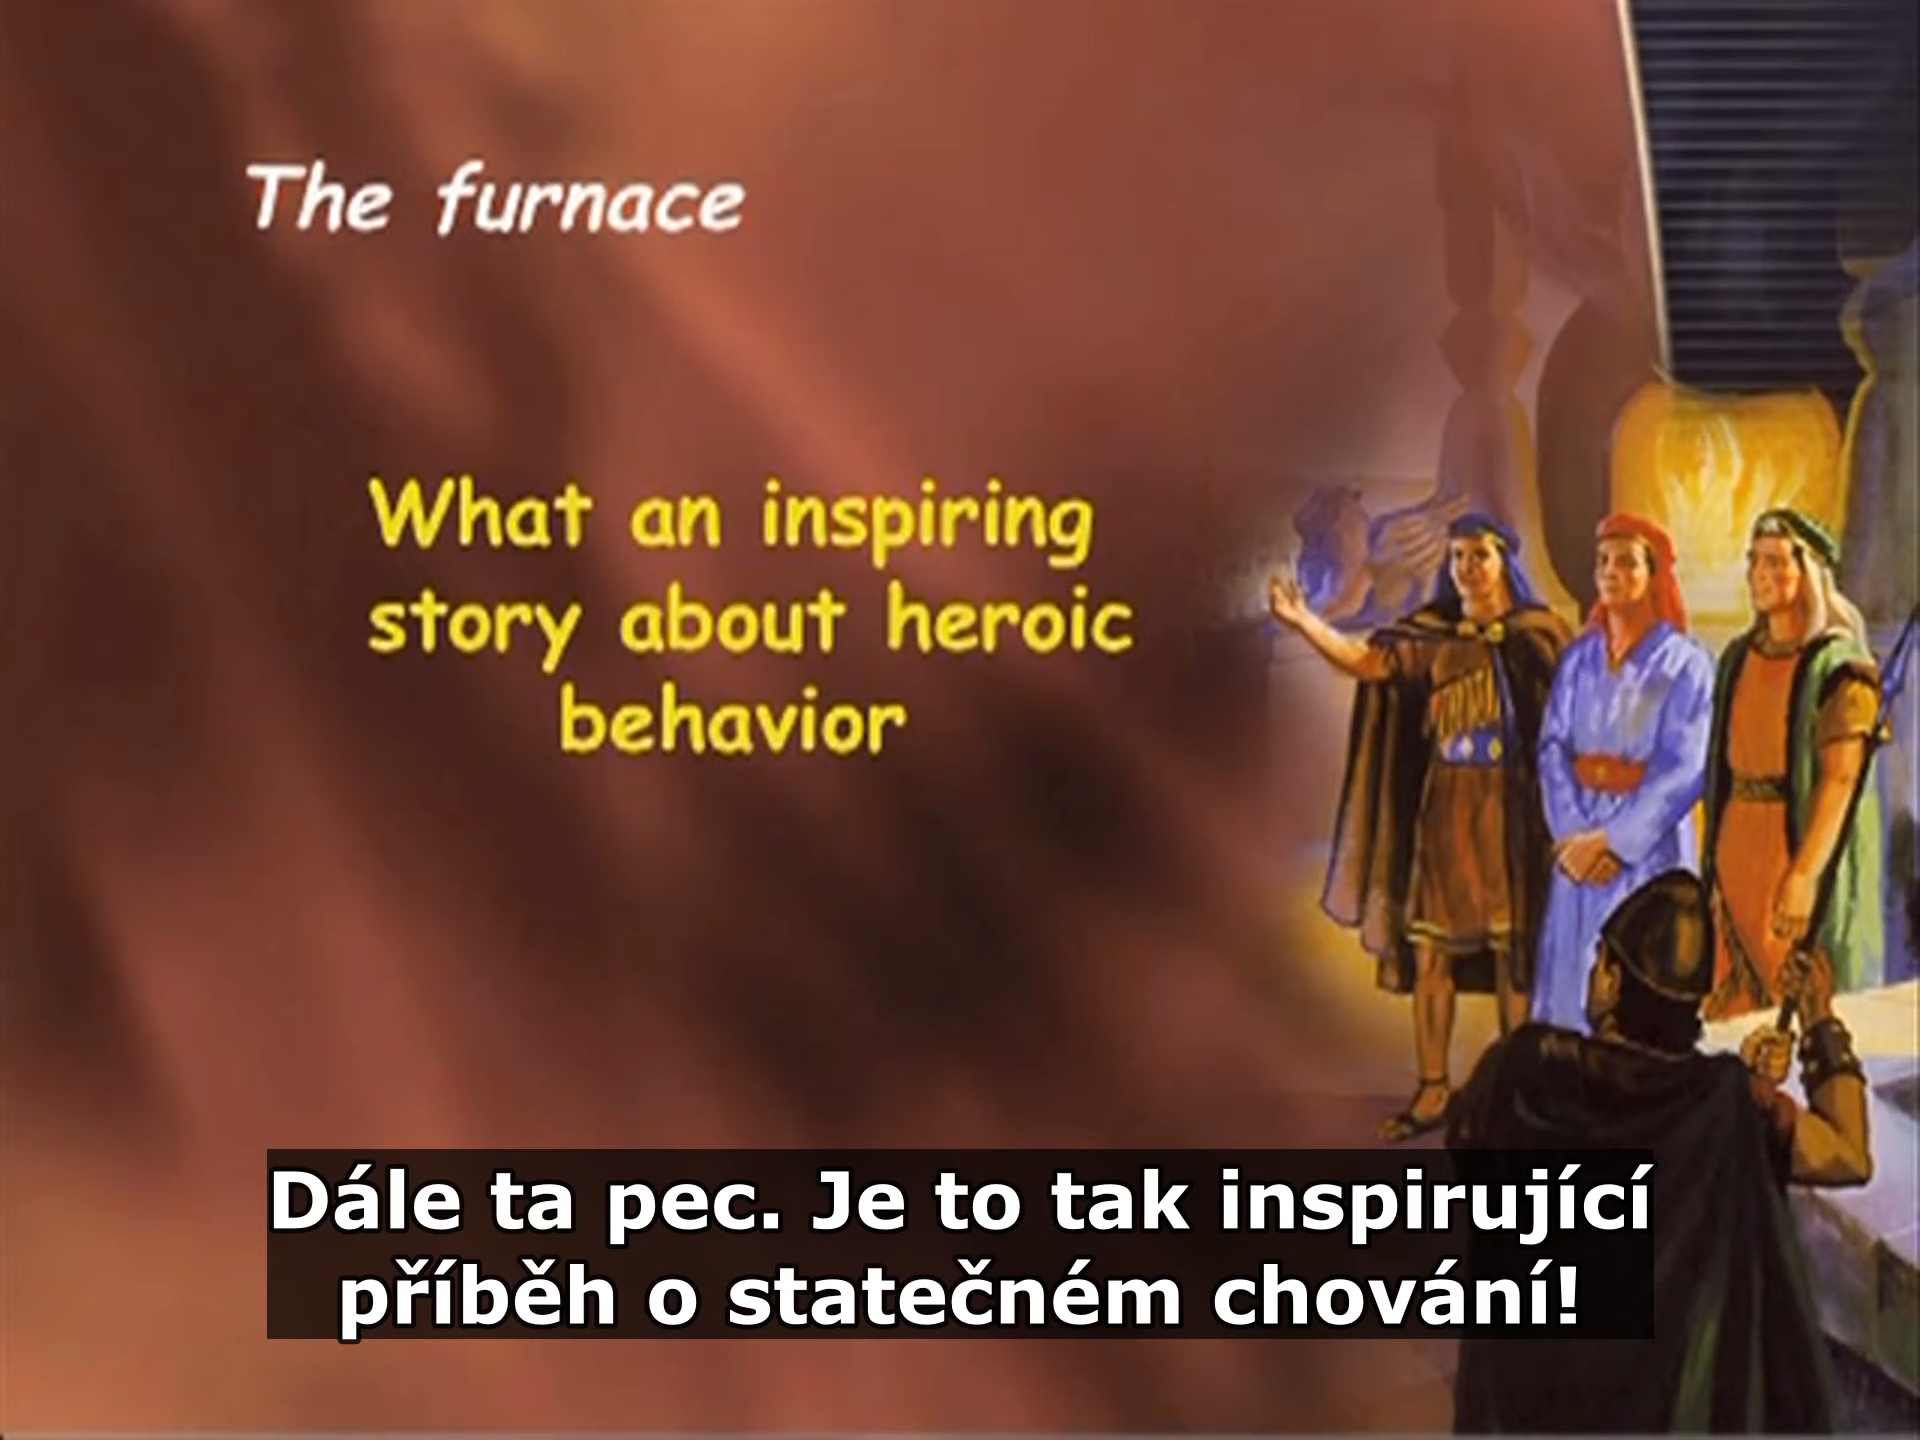 The furnace
What an inspiring
story about heroic
behavior
Dále ta pec. Je to tak inspirující
příběh o statečném chování!